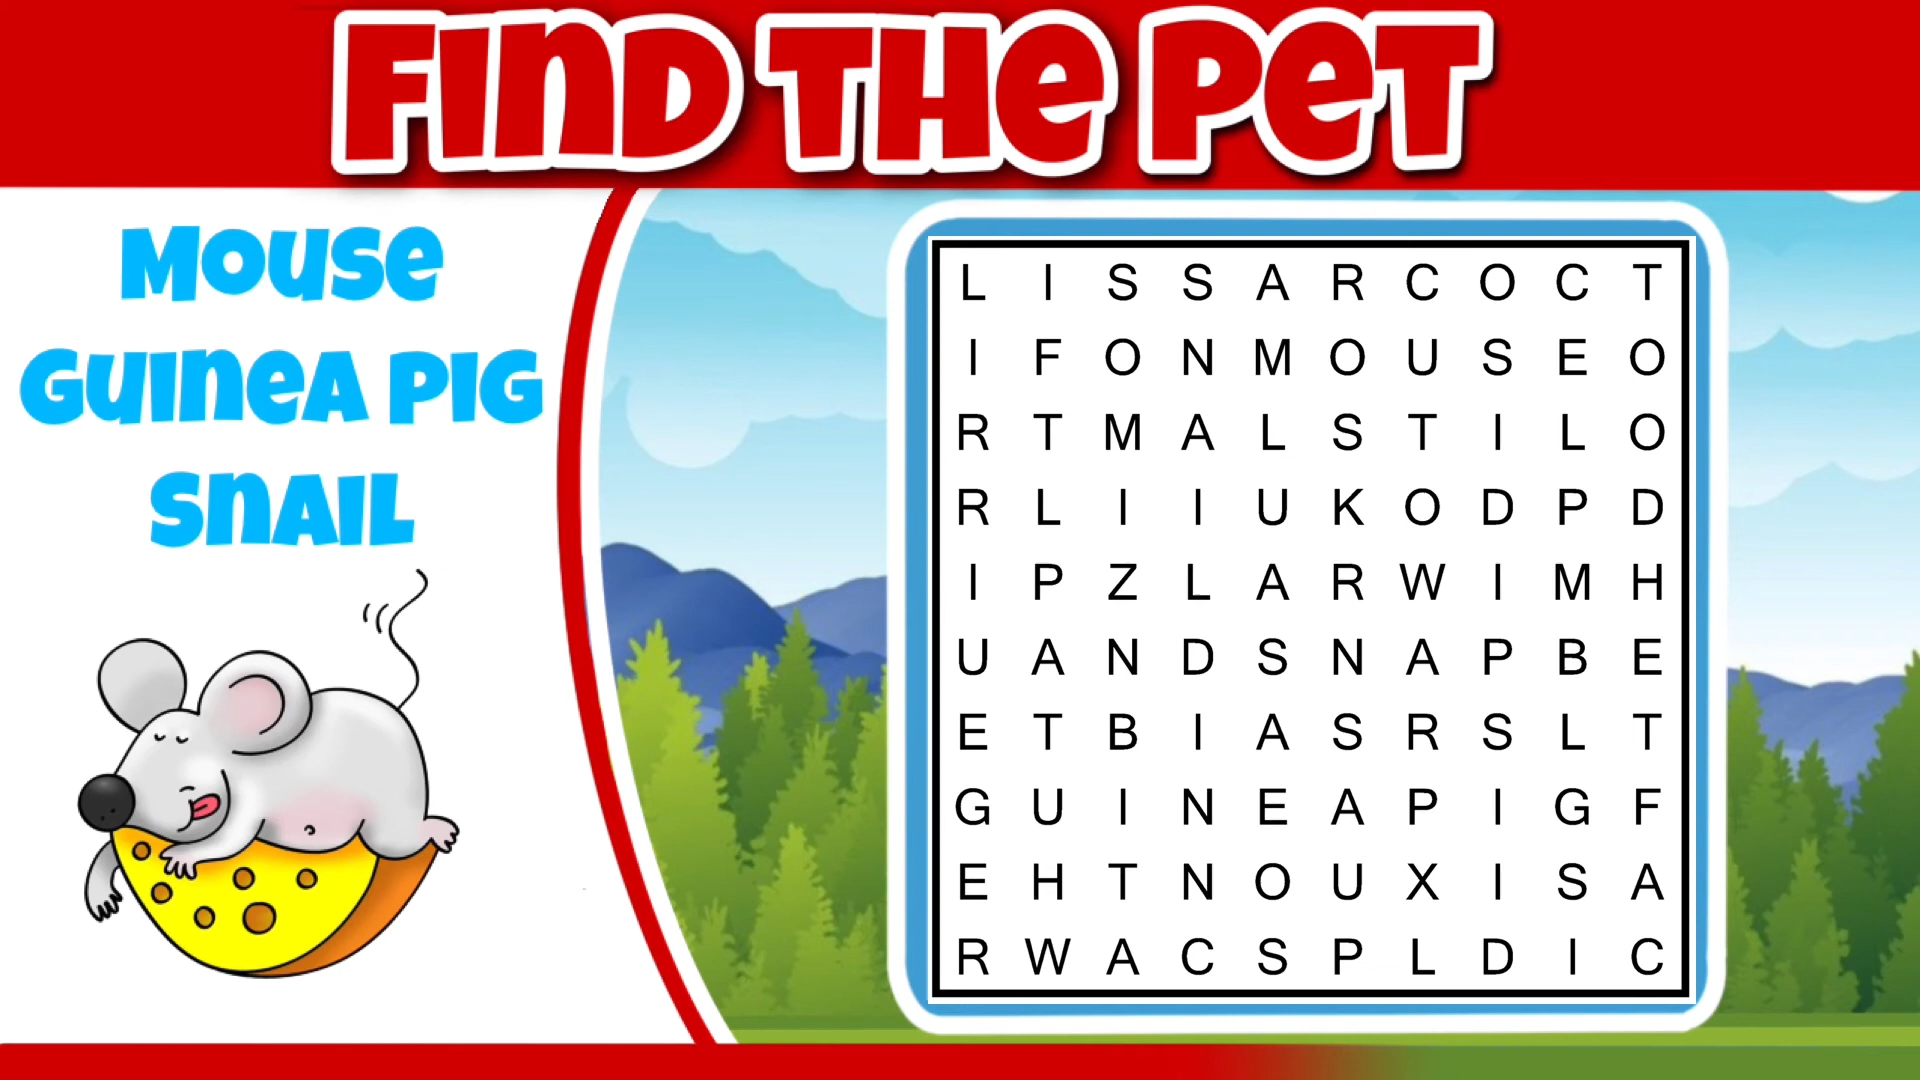 FIND THE PET
MOUSE
GUINEA PIG
SNAIL
L I S S A R C O C T
I F O N M O U S E O
R T M A L S T I L O
R L I I U K O D P D
I P Z L A R W I M H
U A N D S N A P B E
E T B I A S R S L T
G U I N E A P I G F
E H T N O U X I S A
R W A C S P L D I C